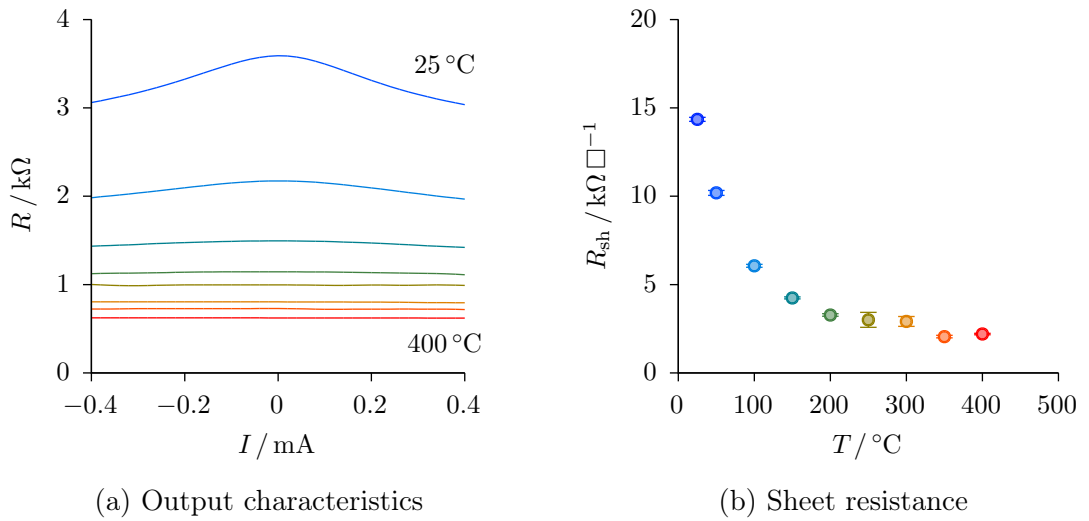 4
3
2
1
0
R / kΩ
25 °C
400 °C
−0.4
−0.2
0
0.2
0.4
I / mA
(a) Output characteristics
20
15
10
5
0
R_sh / kΩ □⁻¹
0
100
200
300
400
500
T / °C
(b) Sheet resistance